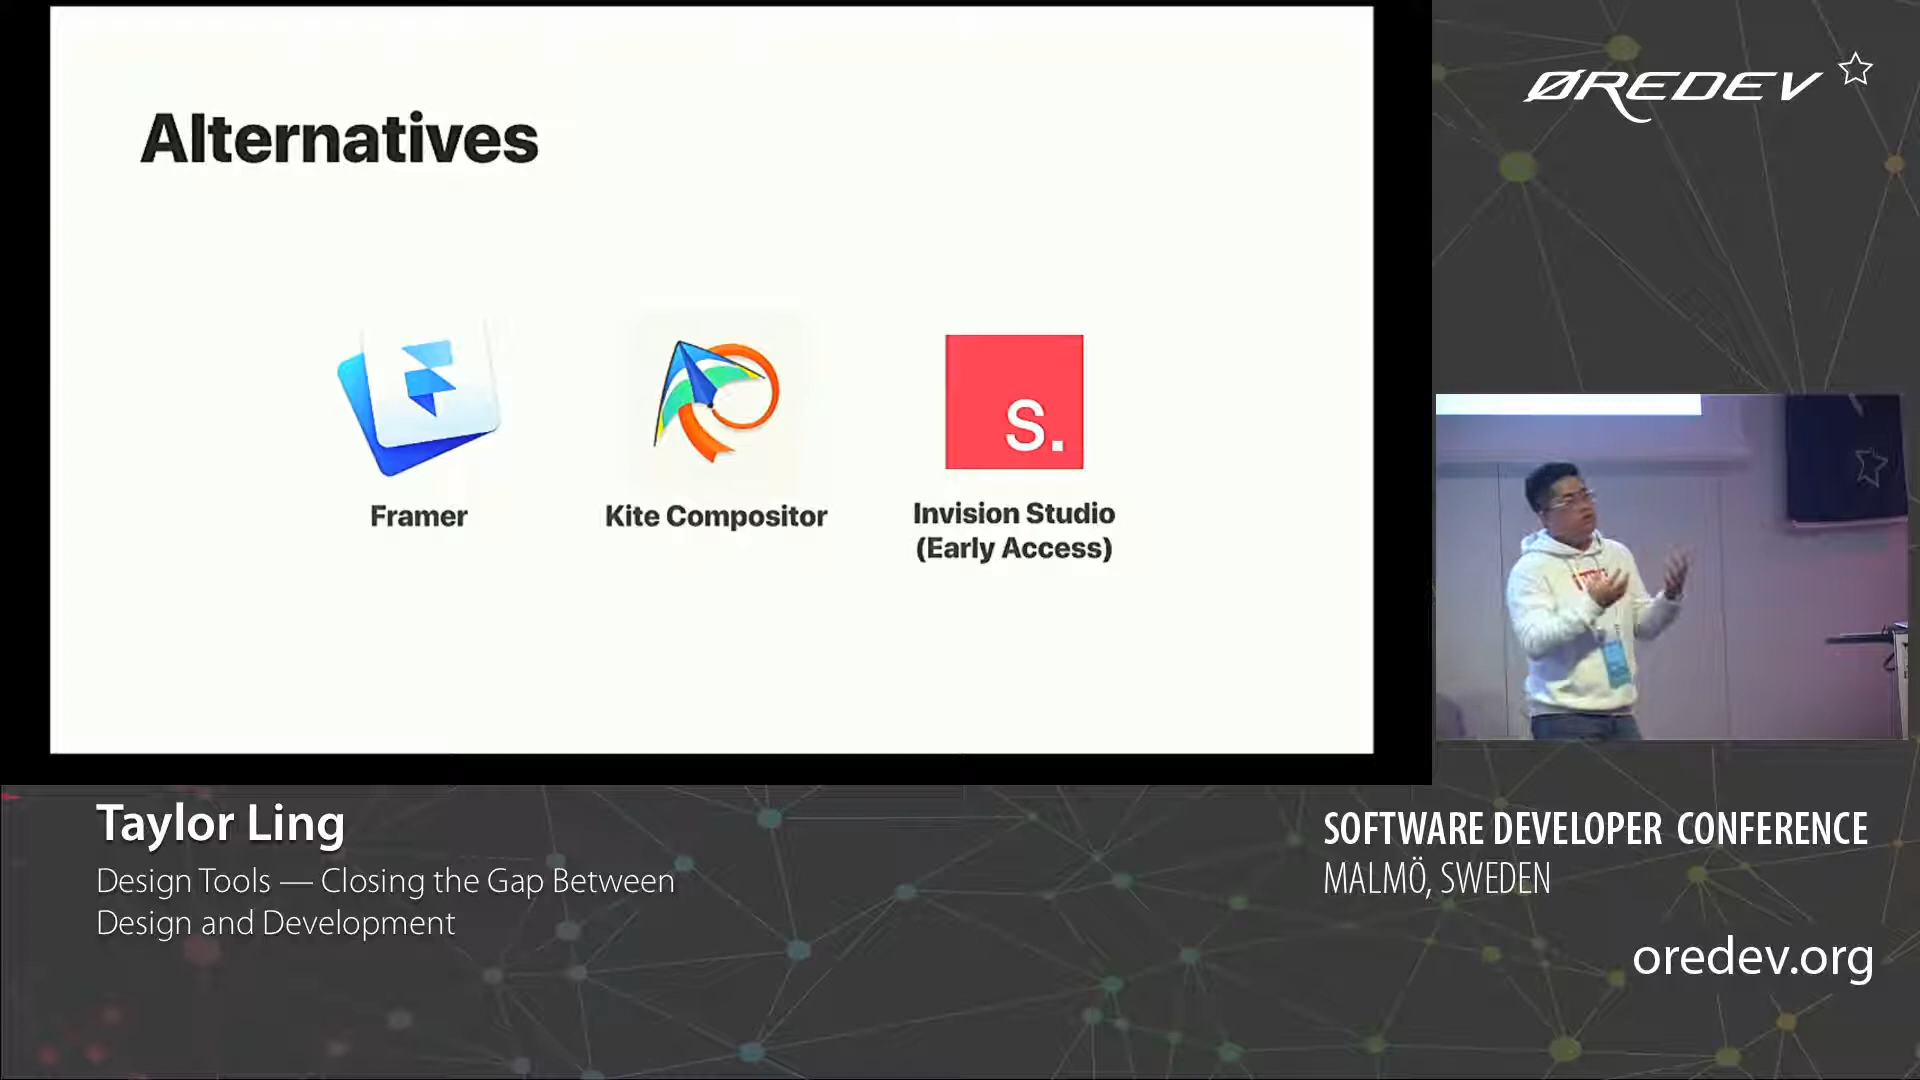 Alternatives
Framer
Kite Compositor
S.
Invision Studio
(Early Access)
ØREDEV
Taylor Ling
Design Tools — Closing the Gap Between
Design and Development
SOFTWARE DEVELOPER CONFERENCE
MALMÖ, SWEDEN
oredev.org